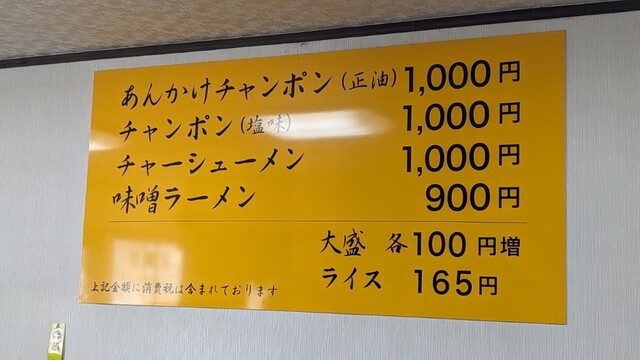 あんかけチャンポン(正油) 1,000円
チャンポン(塩味) 1,000円
チャーシューメン 1,000円
味噌ラーメン 900円
大盛 各100円増
ライス 165円
上記金額に消費税は含まれております